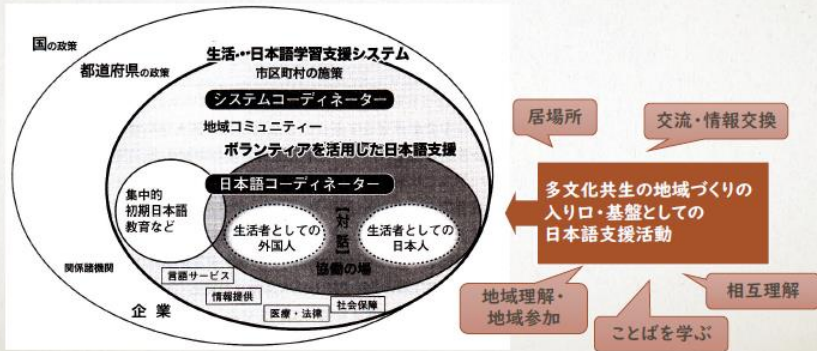 国の政策
都道府県の政策
生活・・・日本語学習支援システム
市区町村の施策
システムコーディネーター
地域コミュニティー
ボランティアを活用した日本語支援
日本語コーディネーター
集中的
初期日本語
教育など
生活者としての
外国人
【対話】
生活者としての
日本人
協働の場
関係諸機関
言語サービス
情報提供
医療・法律
社会保障
企業
居場所
交流・情報交換
多文化共生の地域づくりの
入り口・基盤としての
日本語支援活動
地域理解・
地域参加
ことばを学ぶ
相互理解